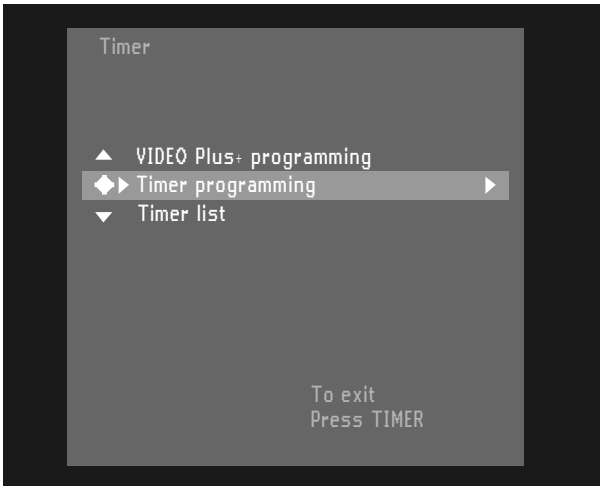 Timer
VIDEO Plus+ programming
Timer programming
Timer list
To exit
Press TIMER